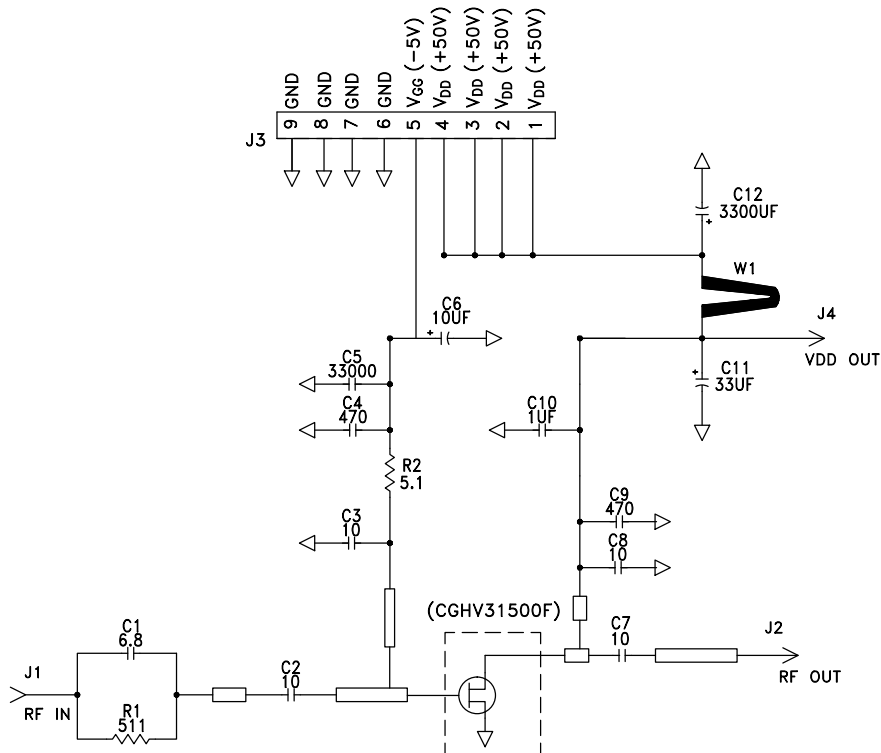 GND
GND
GND
GND
VGG (-5V)
VDD (+50V)
VDD (+50V)
VDD (+50V)
VDD (+50V)
9
8
7
6
5
4
3
2
1
J3
C12
3300UF
+
W1
C6
10UF
+
J4
VDD OUT
C5
33000
C11
33UF
+
C4
470
C10
1UF
R2
5.1
C9
470
C3
10
C8
10
(CGHV31500F)
C1
6.8
C7
10
J2
RF OUT
J1
RF IN
C2
10
R1
511